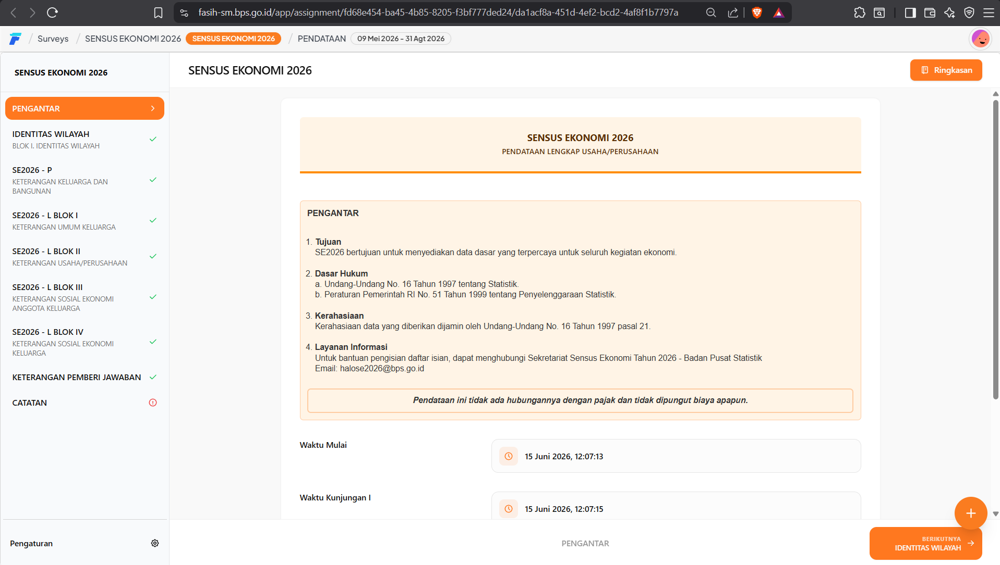 fasih-sm.bps.go.id/app/assignment/fd68e454-ba45-4b85-8205-f3bf777ded24/da1acf8a-451d-4ef2-bcd2-4af8f1b7797a
/ Surveys / SENSUS EKONOMI 2026 SENSUS EKONOMI 2026 / PENDATAAN 09 Mei 2026 - 31 Agt 2026
SENSUS EKONOMI 2026
PENGANTAR
IDENTITAS WILAYAH
BLOK I. IDENTITAS WILAYAH
SE2026 - P
KETERANGAN KELUARGA DAN
BANGUNAN
SE2026 - L BLOK I
KETERANGAN UMUM KELUARGA
SE2026 - L BLOK II
KETERANGAN USAHA/PERUSAHAAN
SE2026 - L BLOK III
KETERANGAN SOSIAL EKONOMI
ANGGOTA KELUARGA
SE2026 - L BLOK IV
KETERANGAN SOSIAL EKONOMI
KELUARGA
KETERANGAN PEMBERI JAWABAN
CATATAN
Pengaturan
SENSUS EKONOMI 2026
Ringkasan
SENSUS EKONOMI 2026
PENDATAAN LENGKAP USAHA/PERUSAHAAN
PENGANTAR
1. Tujuan
SE2026 bertujuan untuk menyediakan data dasar yang terpercaya untuk seluruh kegiatan ekonomi.
2. Dasar Hukum
a. Undang-Undang No. 16 Tahun 1997 tentang Statistik.
b. Peraturan Pemerintah RI No. 51 Tahun 1999 tentang Penyelenggaraan Statistik.
3. Kerahasiaan
Kerahasiaan data yang diberikan dijamin oleh Undang-Undang No. 16 Tahun 1997 pasal 21.
4. Layanan Informasi
Untuk bantuan pengisian daftar isian, dapat menghubungi Sekretariat Sensus Ekonomi Tahun 2026 - Badan Pusat Statistik
Email: halose2026@bps.go.id
Pendataan ini tidak ada hubungannya dengan pajak dan tidak dipungut biaya apapun.
Waktu Mulai
15 Juni 2026, 12:07:13
Waktu Kunjungan I
15 Juni 2026, 12:07:15
PENGANTAR
BERIKUTNYA
IDENTITAS WILAYAH